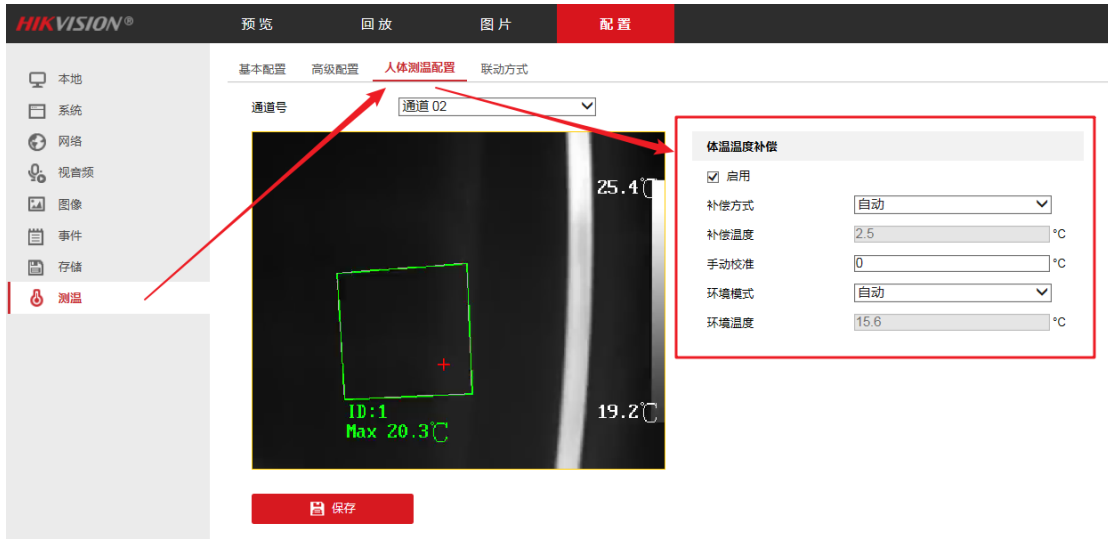 HIKVISION®
预览 回放 图片 配置
本地
系统
网络
视音频
图像
事件
存储
测温
基本配置 高级配置 人体测温配置 联动方式
通道号 通道 02
25.4℃
ID:1
Max 20.3℃
19.2℃
体温温度补偿
启用
补偿方式 自动
补偿温度 2.5 °C
手动校准 0 °C
环境模式 自动
环境温度 15.6 °C
保存